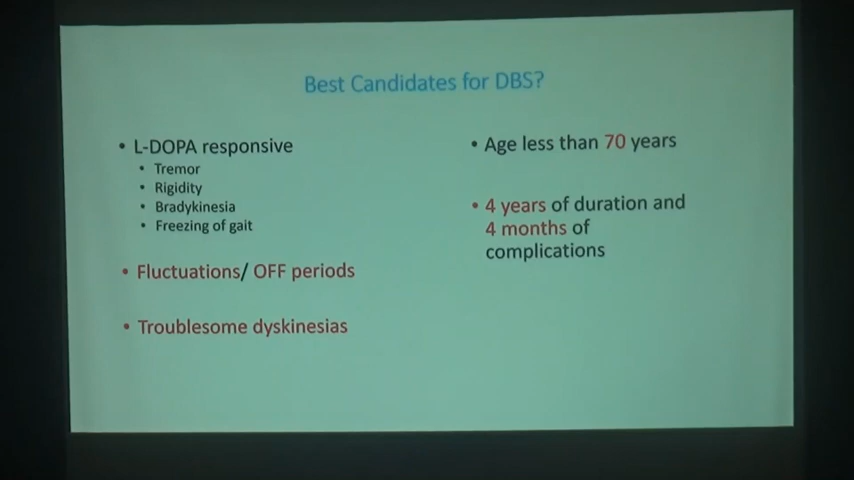 Best Candidates for DBS?
• L-DOPA responsive
• Tremor
• Rigidity
• Bradykinesia
• Freezing of gait
• Fluctuations/ OFF periods
• Troublesome dyskinesias
• Age less than 70 years
• 4 years of duration and
4 months of
complications